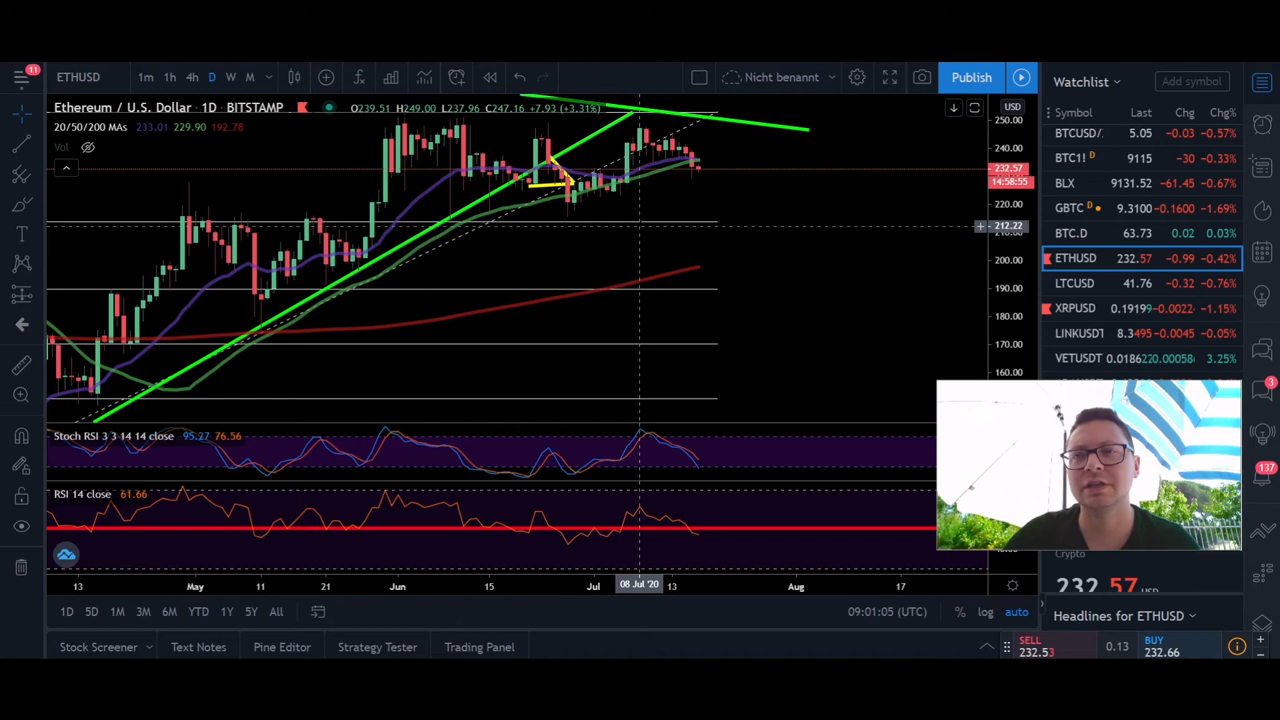 11
ETHUSD
1m 1h 4h D W M
Nicht benannt
Publish
Watchlist
Add symbol
Ethereum / U.S. Dollar · 1D · BITSTAMP
O239.51 H249.00 L237.96 C247.16 +7.93 (+3.31%)
USD
20/50/200 MAs 233.01 229.90 192.78
Vol
250.00
240.00
232.57
14:58:55
220.00
212.22
200.00
190.00
180.00
170.00
160.00
Symbol Last Chg Chg%
BTCUSD/ 5.05 -0.03 -0.57%
BTC1! D 9115 -30 -0.33%
BLX 9131.52 -61.45 -0.67%
GBTC D 9.3100 -0.1600 -1.69%
BTC.D 63.73 0.02 0.03%
ETHUSD 232.57 -0.99 -0.42%
LTCUSD 41.76 -0.32 -0.76%
XRPUSD 0.19199 -0.0022 -1.15%
LINKUSDT 8.3495 -0.0045 -0.05%
VETUSDT 0.018622 0.00058 3.25%
3
Stoch RSI 3 3 14 14 close 95.27 76.56
137
RSI 14 close 61.66
Crypto
13 May 11 21 Jun 15 Jul 08 Jul '20 13 Aug 17
232.57 USD
1D 5D 1M 3M 6M YTD 1Y 5Y All
09:01:05 (UTC) % log auto
Headlines for ETHUSD
Stock Screener Text Notes Pine Editor Strategy Tester Trading Panel
SELL
232.53
0.13
BUY
232.66